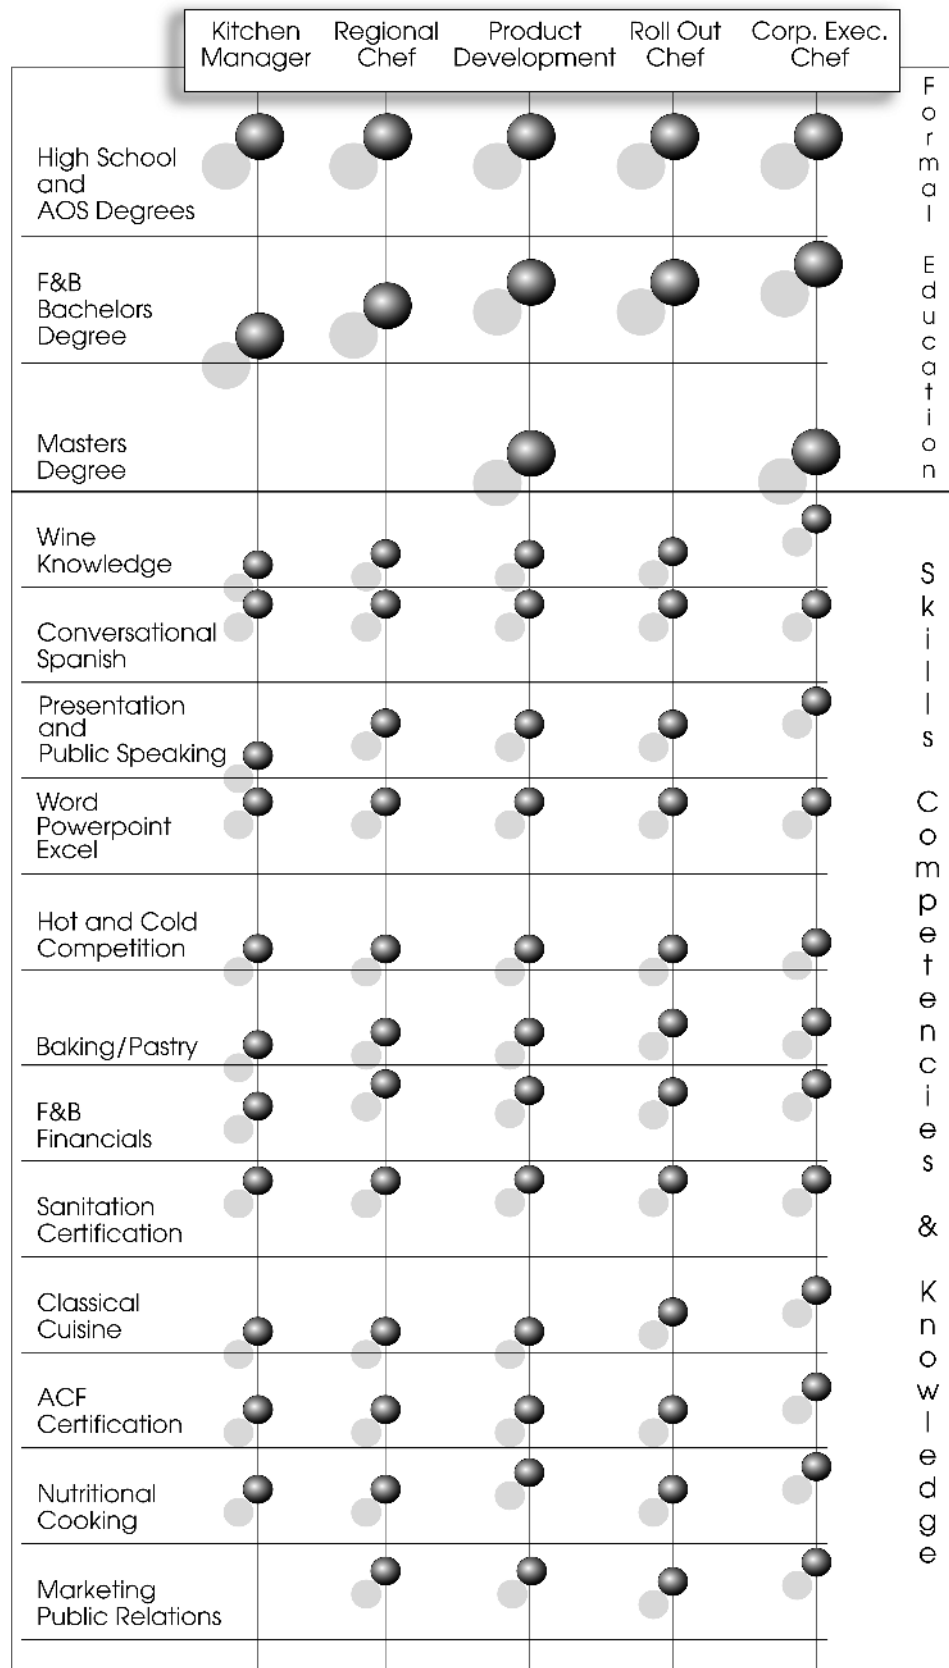 Kitchen
Manager
Regional
Chef
Product
Development
Roll Out
Chef
Corp. Exec.
Chef
High School
and
AOS Degrees
F&B
Bachelors
Degree
Masters
Degree
Formal Education
Wine
Knowledge
Conversational
Spanish
Presentation
and
Public Speaking
Word
Powerpoint
Excel
Hot and Cold
Competition
Baking/Pastry
F&B
Financials
Sanitation
Certification
Classical
Cuisine
ACF
Certification
Nutritional
Cooking
Marketing
Public Relations
Skills Competencies & Knowledge